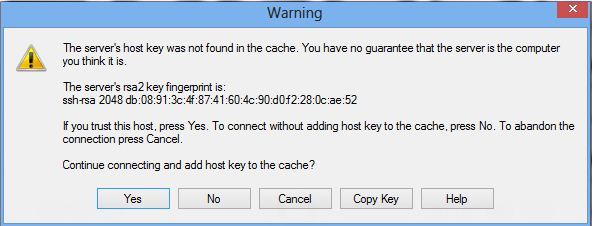 Warning
The server's host key was not found in the cache. You have no guarantee that the server is the computer
you think it is.
The server's rsa2 key fingerprint is:
ssh-rsa 2048 db:08:91:3c:4f:87:41:60:4c:90:d0:f2:28:0c:ae:52
If you trust this host, press Yes. To connect without adding host key to the cache, press No. To abandon the
connection press Cancel.
Continue connecting and add host key to the cache?
Yes No Cancel Copy Key Help